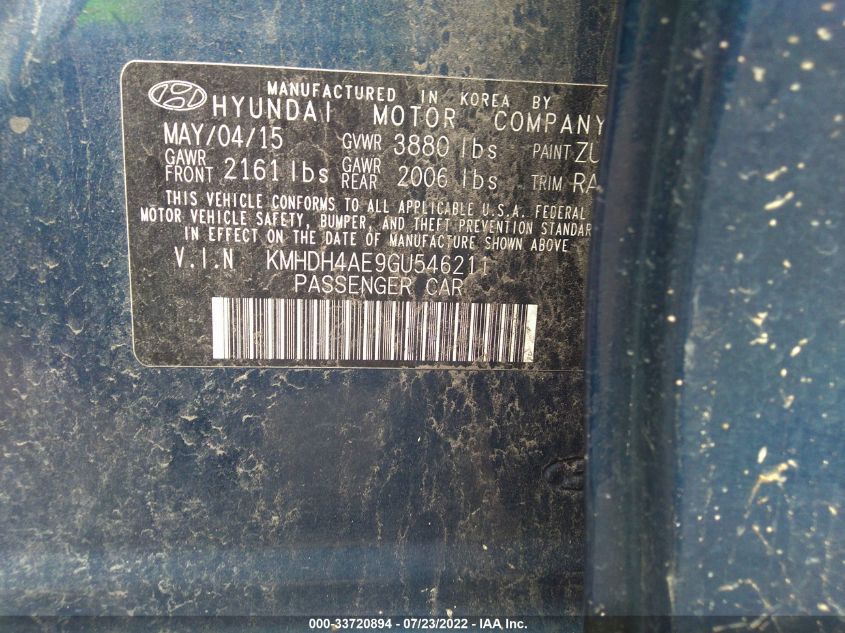 MANUFACTURED IN KOREA BY
HYUNDAI MOTOR COMPANY
MAY/04/15 GVWR 3880 lbs PAINT ZU
GAWR FRONT 2161 lbs GAWR REAR 2006 lbs TRIM RA
THIS VEHICLE CONFORMS TO ALL APPLICABLE U.S.A. FEDERAL
MOTOR VEHICLE SAFETY, BUMPER, AND THEFT PREVENTION STANDAR
IN EFFECT ON THE DATE OF MANUFACTURE SHOWN ABOVE
V.I.N KMHDH4AE9GU546211
PASSENGER CAR
000-33720894 - 07/23/2022 - IAA Inc.